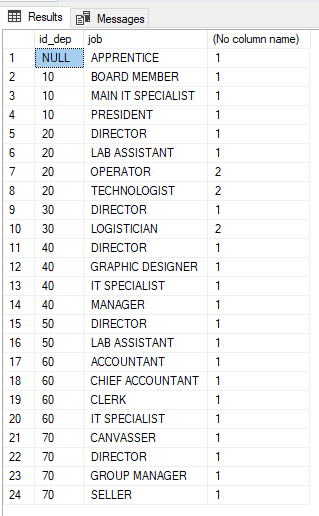 Results Messages
id_dep job (No column name)
1 NULL APPRENTICE 1
2 10 BOARD MEMBER 1
3 10 MAIN IT SPECIALIST 1
4 10 PRESIDENT 1
5 20 DIRECTOR 1
6 20 LAB ASSISTANT 1
7 20 OPERATOR 2
8 20 TECHNOLOGIST 2
9 30 DIRECTOR 1
10 30 LOGISTICIAN 2
11 40 DIRECTOR 1
12 40 GRAPHIC DESIGNER 1
13 40 IT SPECIALIST 1
14 40 MANAGER 1
15 50 DIRECTOR 1
16 50 LAB ASSISTANT 1
17 60 ACCOUNTANT 1
18 60 CHIEF ACCOUNTANT 1
19 60 CLERK 1
20 60 IT SPECIALIST 1
21 70 CANVASSER 1
22 70 DIRECTOR 1
23 70 GROUP MANAGER 1
24 70 SELLER 1